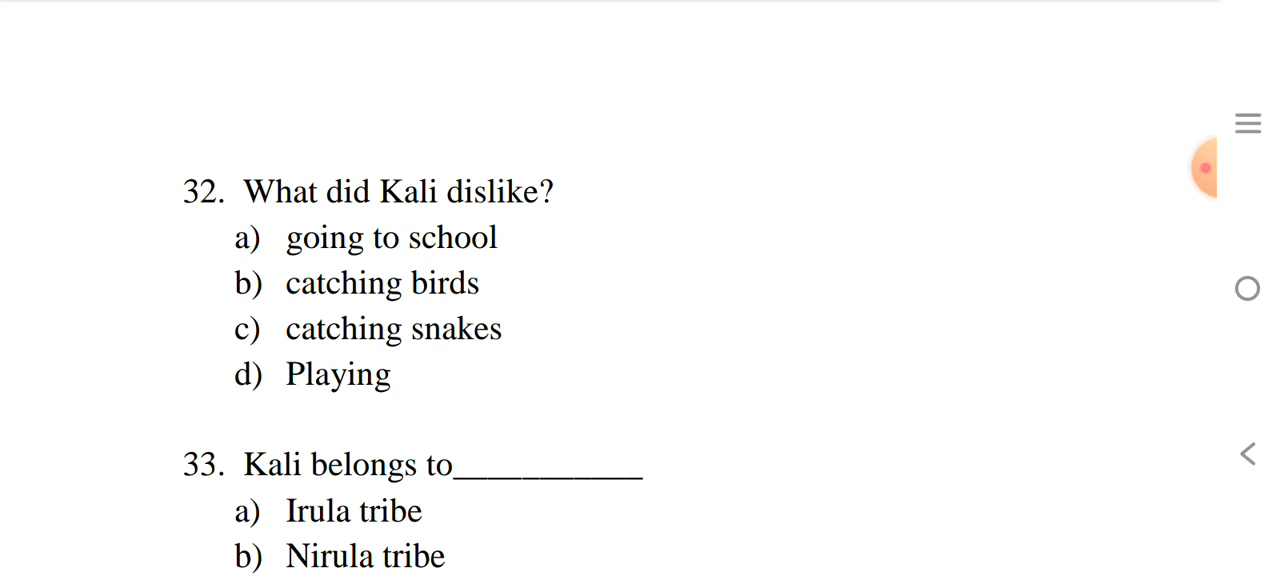 32. What did Kali dislike?
a) going to school
b) catching birds
c) catching snakes
d) Playing
33. Kali belongs to___________
a) Irula tribe
b) Nirula tribe